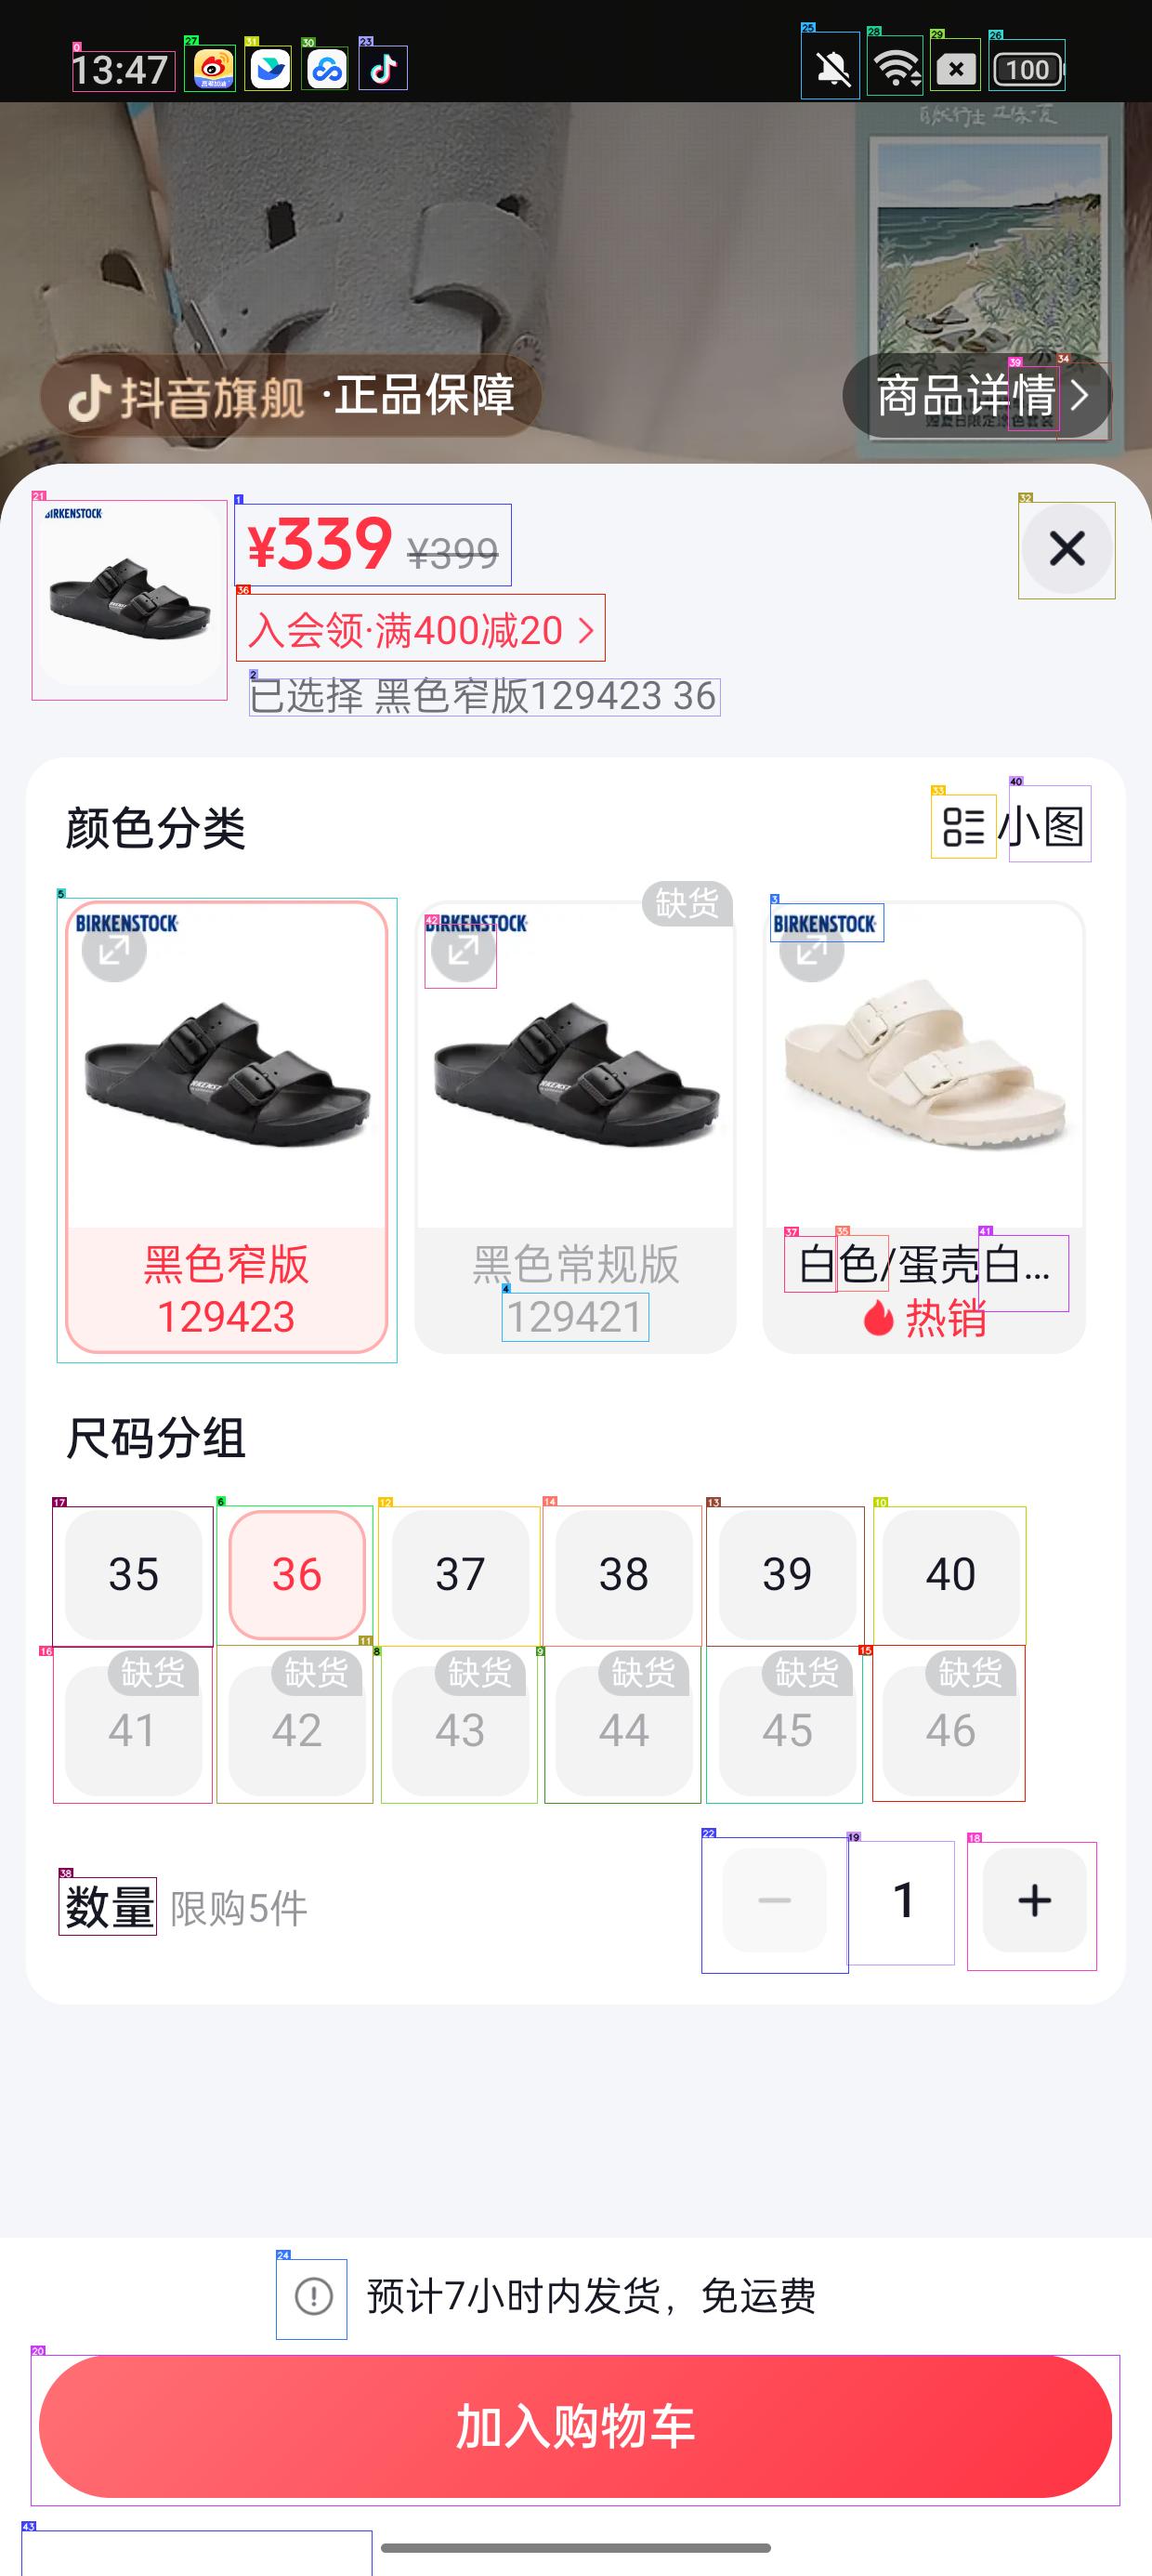 13:47
100
抖音旗舰 ·正品保障
商品详情
BIRKENSTOCK
¥339 ¥399
入会领·满400减20
已选择 黑色窄版129423 36
颜色分类
小图
缺货
BIRKENSTOCK
BIRKENSTOCK
BIRKENSTOCK
黑色窄版
129423
黑色常规版
129421
白色/蛋壳白...
热销
尺码分组
35 36 37 38 39 40
缺货 缺货 缺货 缺货 缺货 缺货
41 42 43 44 45 46
数量 限购5件
1
预计7小时内发货，免运费
加入购物车